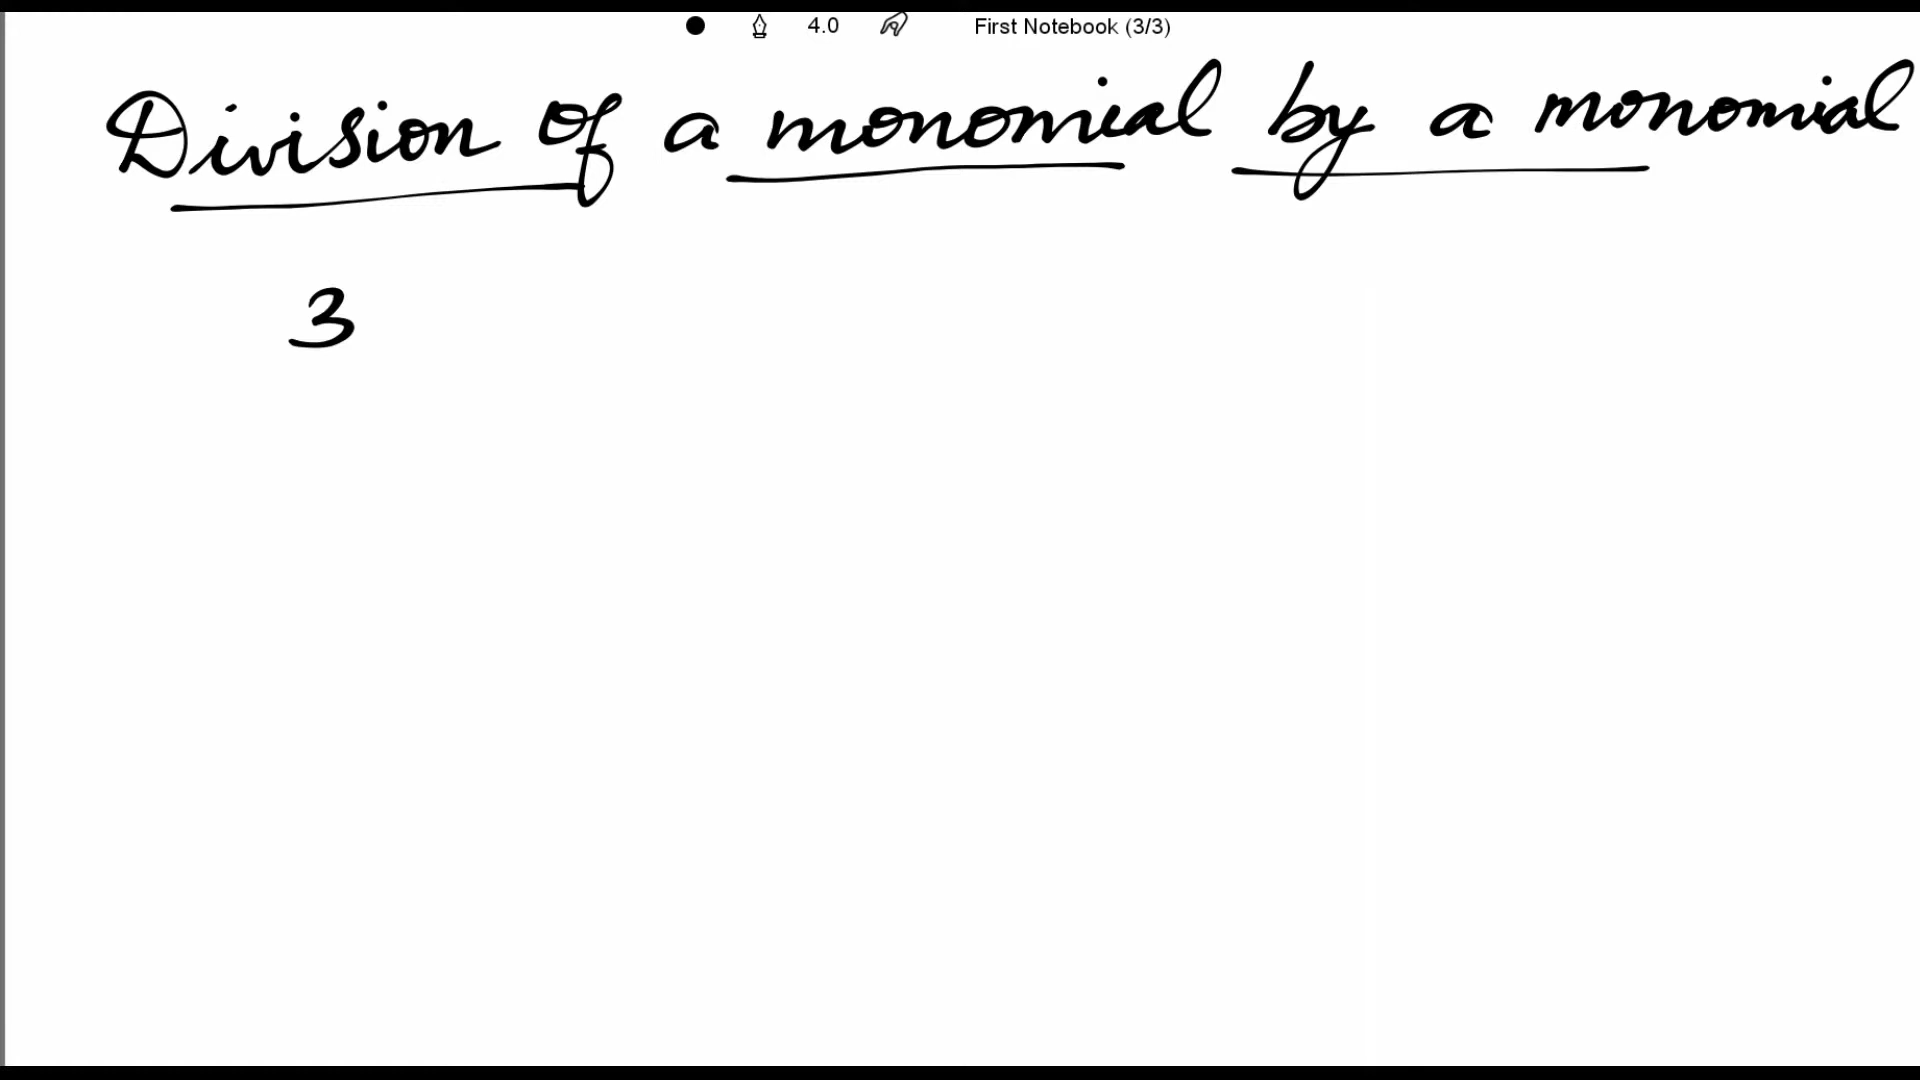 4.0 First Notebook (3/3)
Division of a monomial by a monomial
3